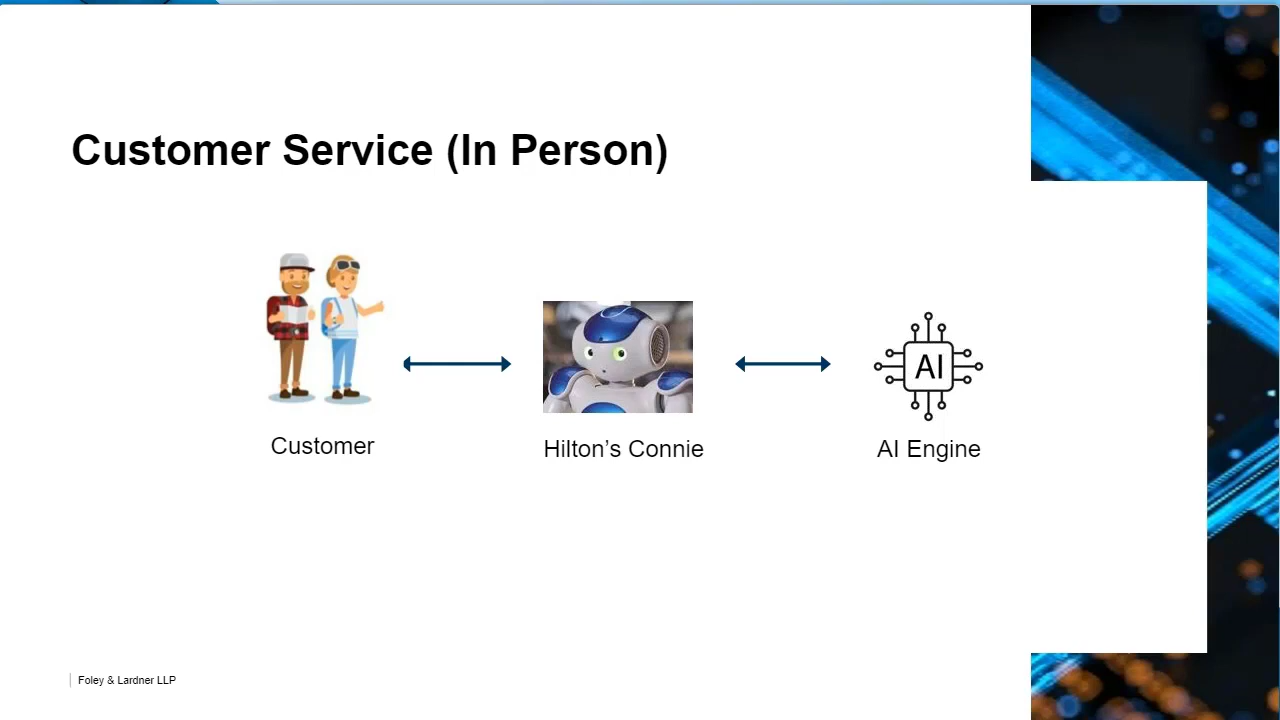 Customer Service (In Person)
AI
Customer
Hilton’s Connie
AI Engine
Foley & Lardner LLP